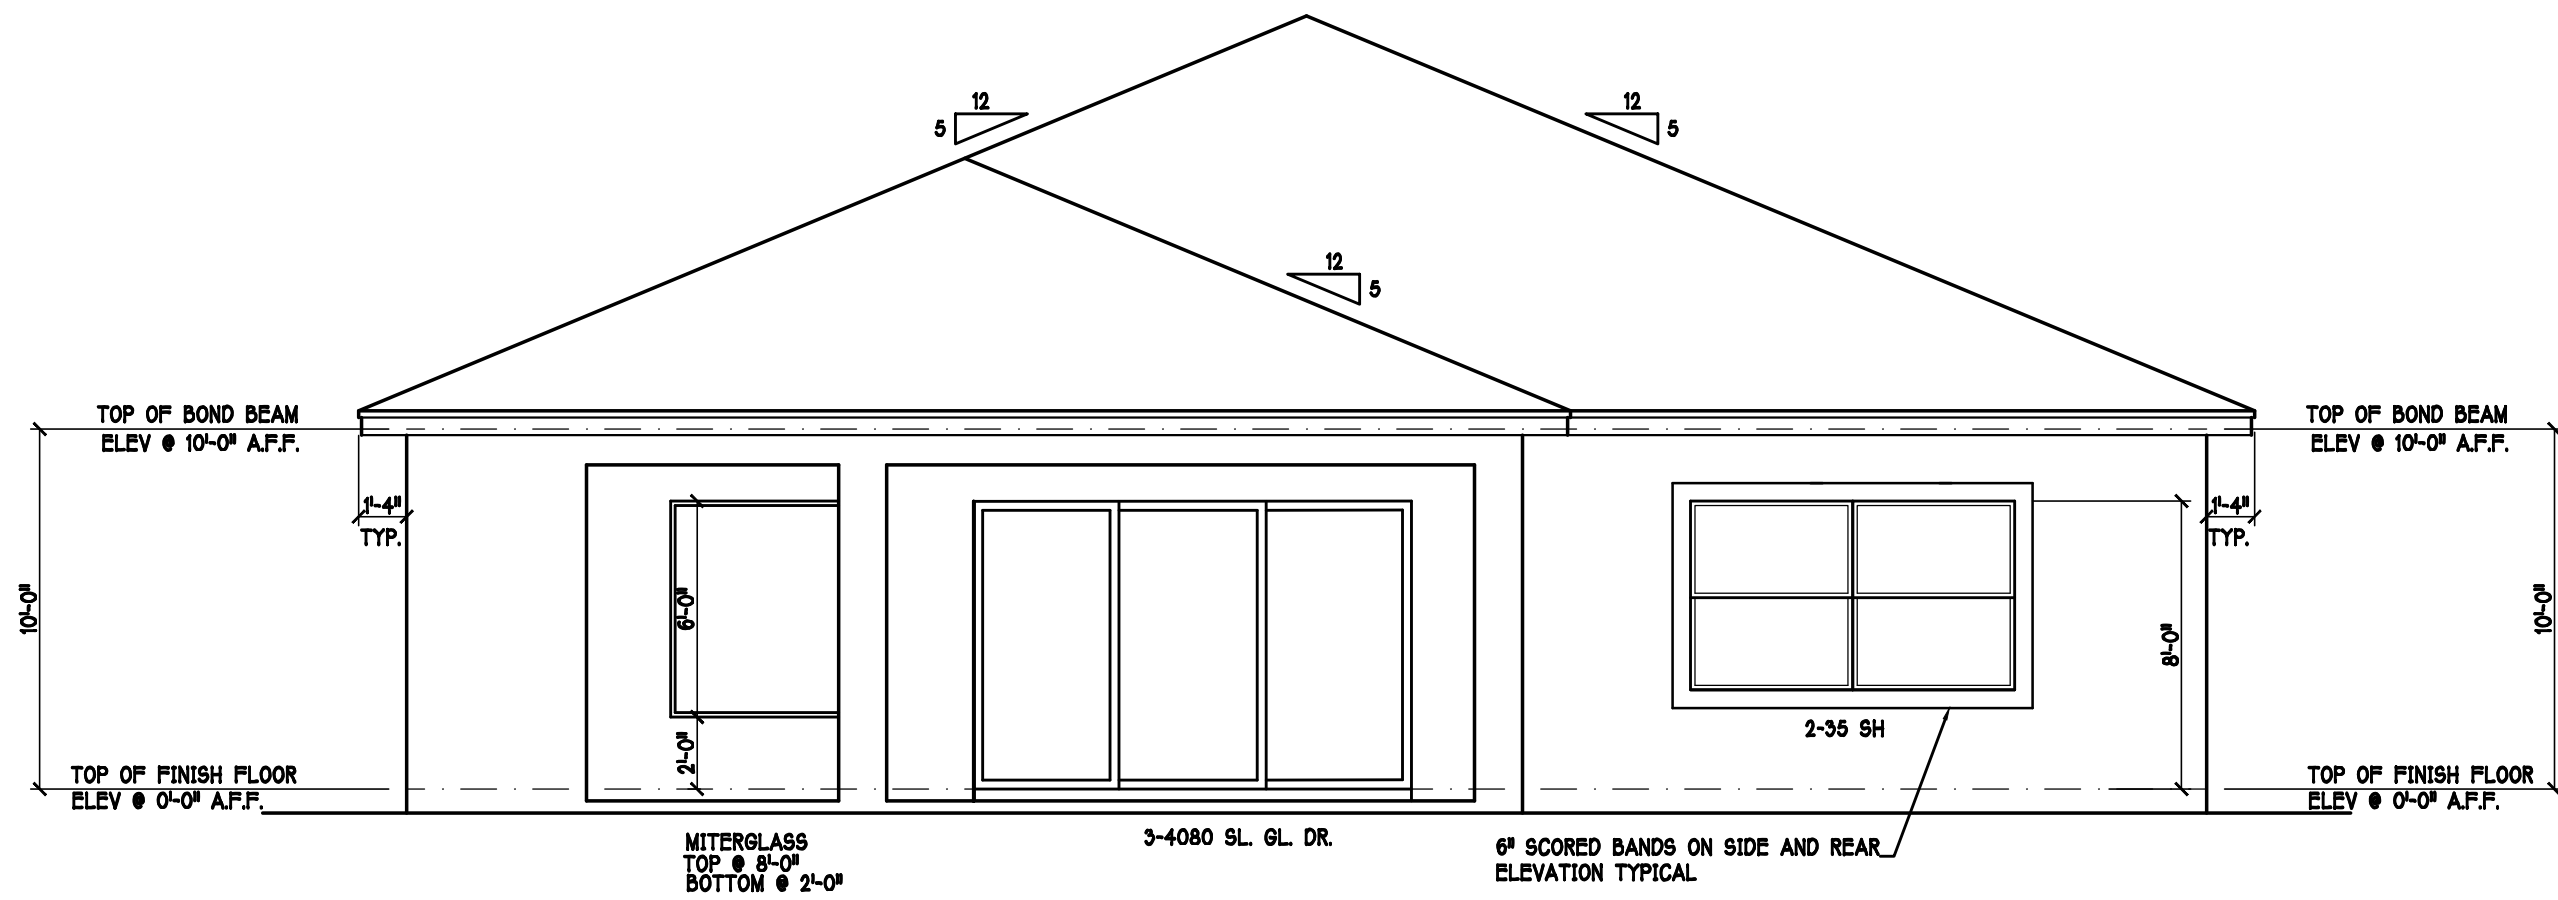 12
5
12
5
12
5
TOP OF BOND BEAM
ELEV @ 10'-0" A.F.F.
TOP OF BOND BEAM
ELEV @ 10'-0" A.F.F.
1'-4"
TYP.
1'-4"
TYP.
10'-0"
6'-0"
8'-0"
10'-0"
2'-0"
2-35 SH
TOP OF FINISH FLOOR
ELEV @ 0'-0" A.F.F.
TOP OF FINISH FLOOR
ELEV @ 0'-0" A.F.F.
MITERGLASS
TOP @ 8'-0"
BOTTOM @ 2'-0"
3-4080 SL. GL. DR.
6" SCORED BANDS ON SIDE AND REAR
ELEVATION TYPICAL